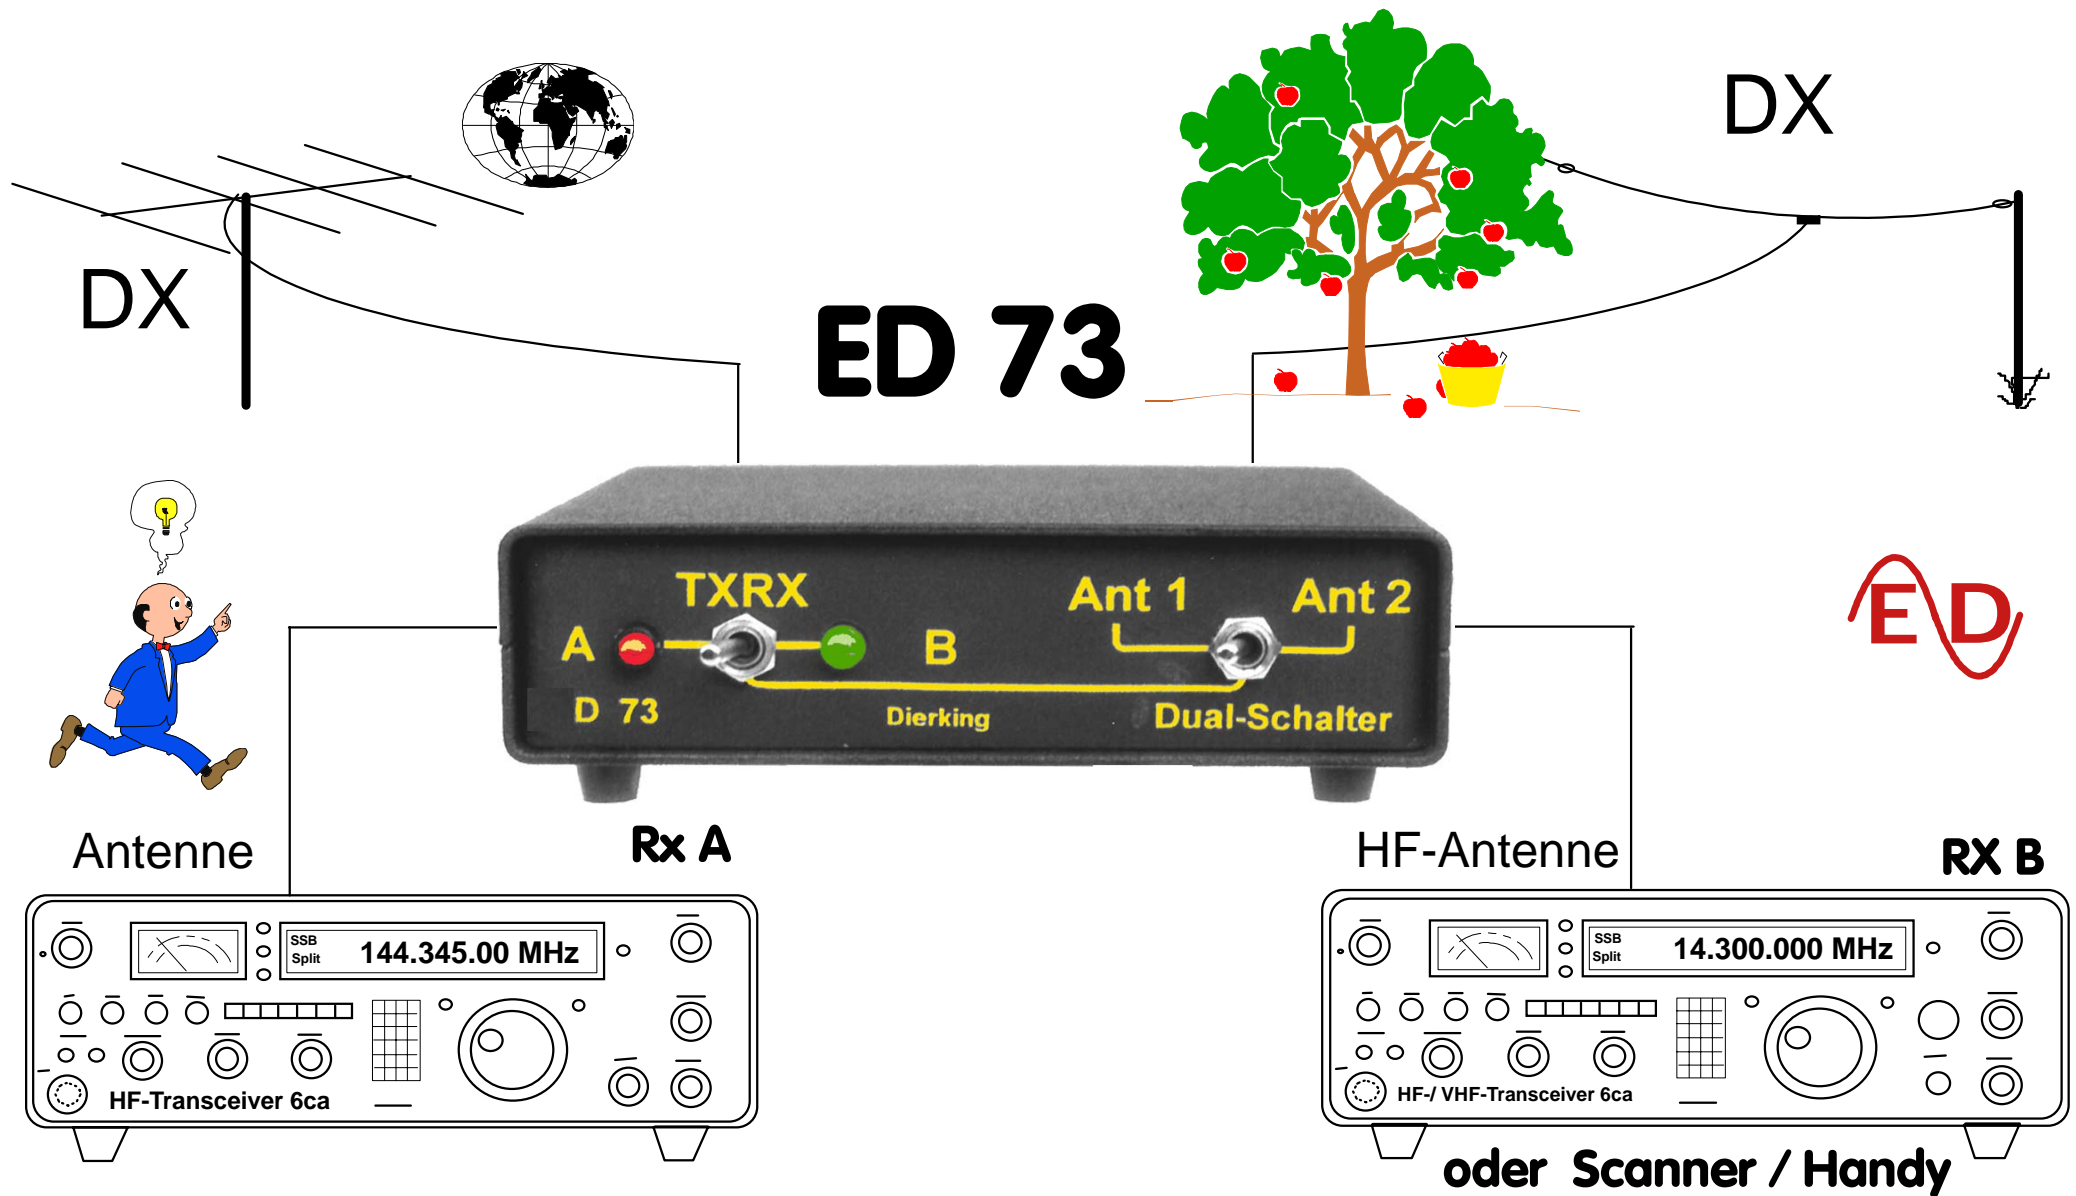 DX
DX
ED 73
TXRX
Ant 1
Ant 2
A
B
D 73
Dierking
Dual-Schalter
ED
Antenne
Rx A
HF-Antenne
RX B
SSB
Split
144.345.00 MHz
HF-Transceiver 6ca
SSB
Split
14.300.000 MHz
HF-/ VHF-Transceiver 6ca
oder Scanner / Handy